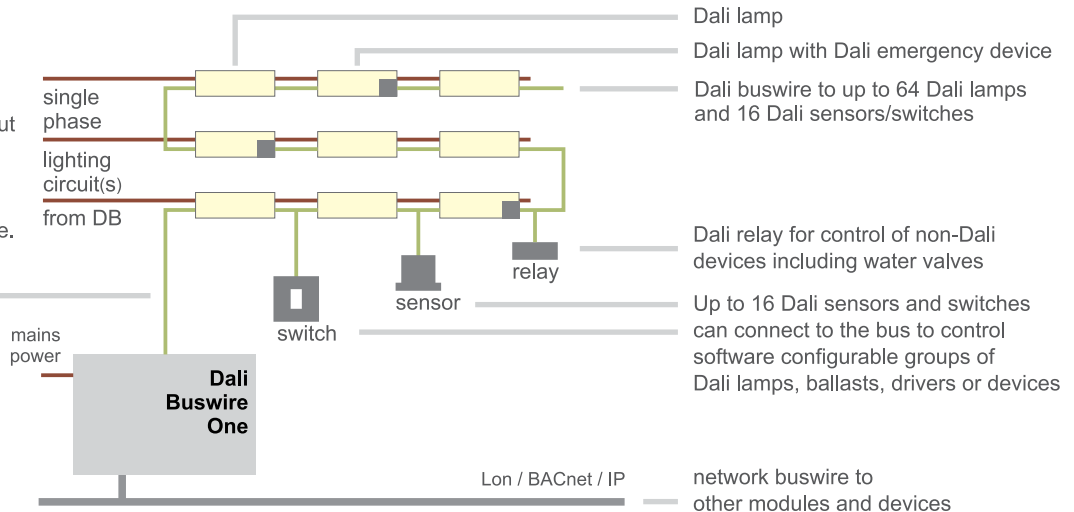 Dali lamp
Dali lamp with Dali emergency device
Dali buswire to up to 64 Dali lamps
and 16 Dali sensors/switches
single
phase
ut
lighting
circuit(s)
from DB
e.
Dali relay for control of non-Dali
devices including water valves
relay
sensor
switch
Up to 16 Dali sensors and switches
can connect to the bus to control
software configurable groups of
Dali lamps, ballasts, drivers or devices
mains
power
Dali
Buswire
One
Lon / BACnet / IP
network buswire to
other modules and devices